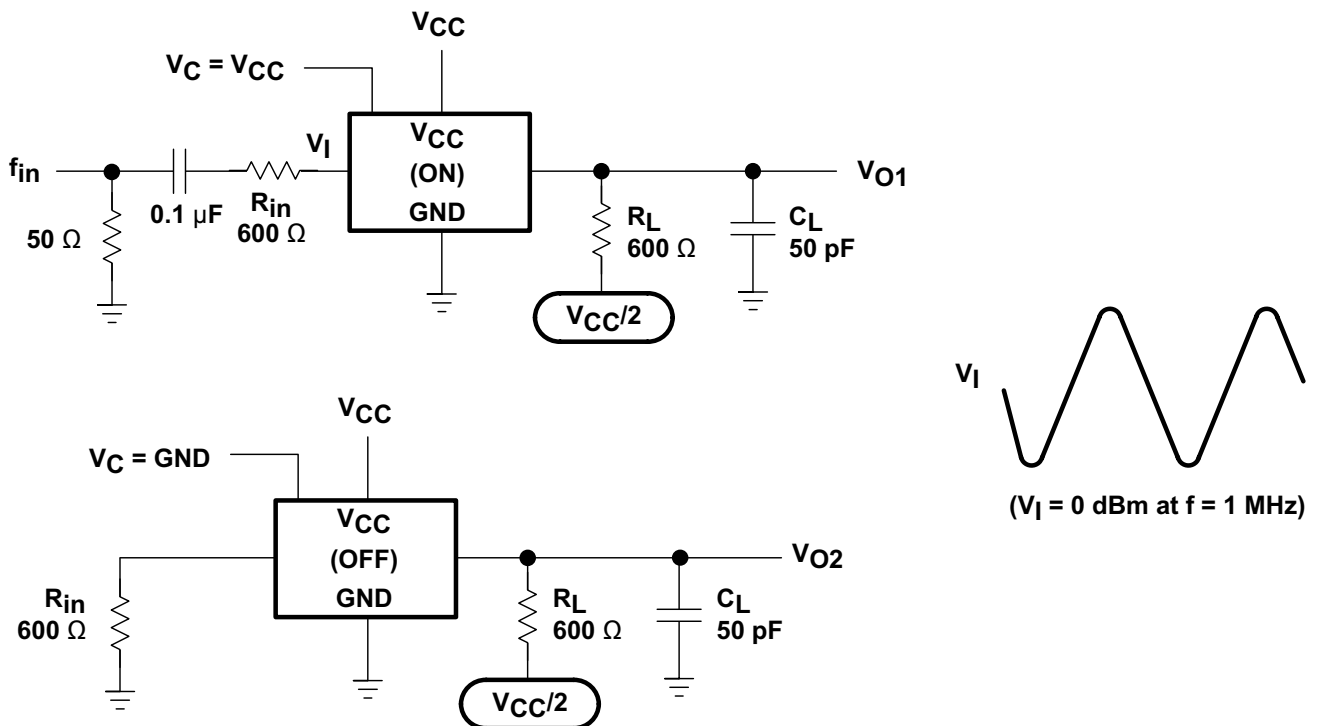 VCC
VC = VCC
VCC
(ON)
GND
VI
fin
50 Ω
0.1 μF
Rin
600 Ω
RL
600 Ω
CL
50 pF
VO1
VCC/2
VCC
VC = GND
VCC
(OFF)
GND
Rin
600 Ω
RL
600 Ω
CL
50 pF
VO2
VCC/2
VI
(VI = 0 dBm at f = 1 MHz)